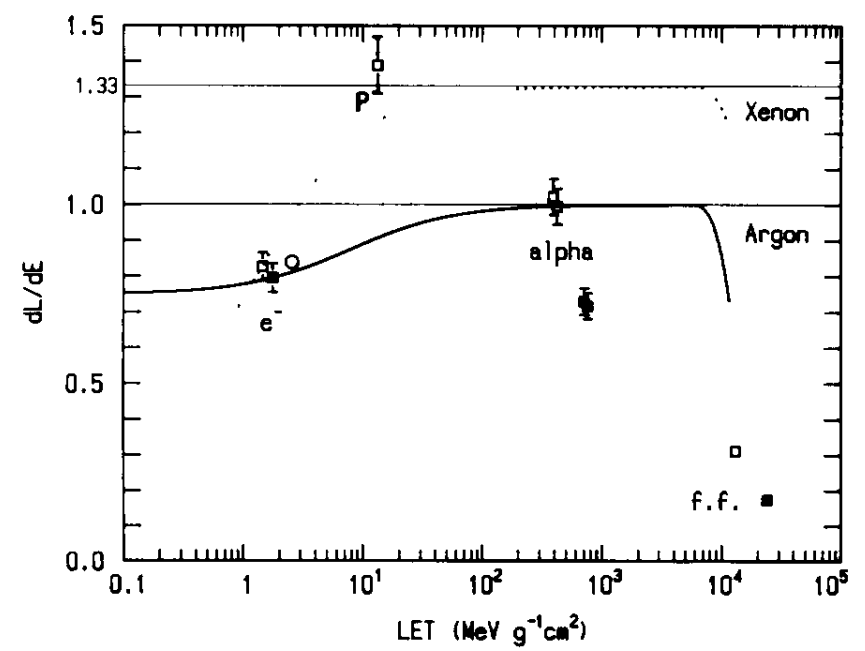 1.5
1.33
P
Xenon
1.0
Argon
alpha
dL/dE
e⁻
0.5
f.f.
0.0
0.1 1 10¹ 10² 10³ 10⁴ 10⁵
LET (MeV g⁻¹cm²)